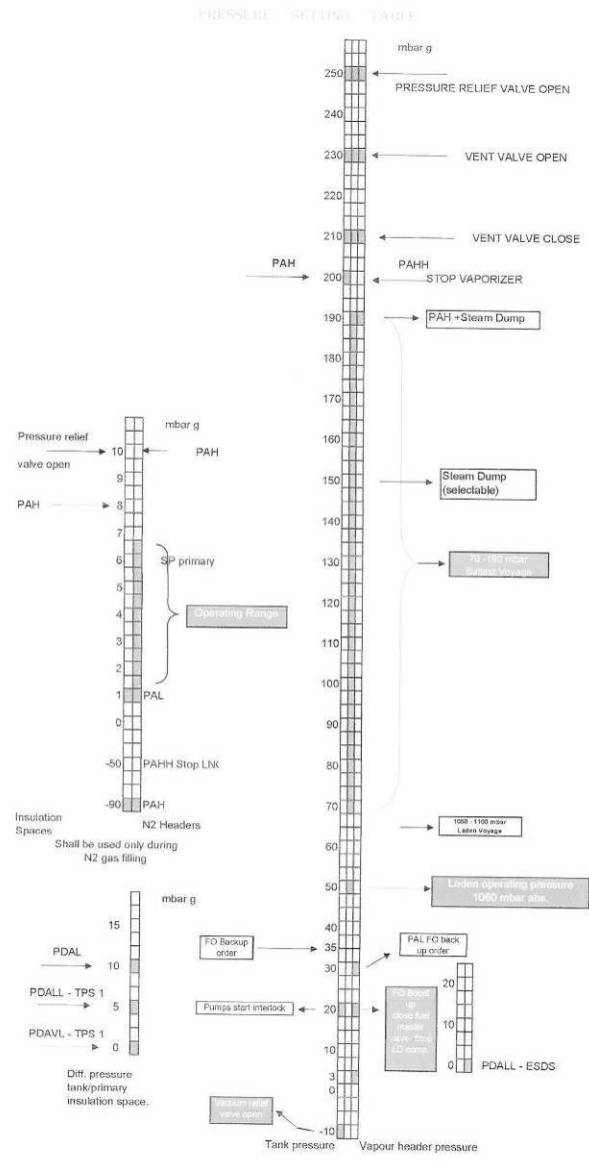 PRESSURE SETTING TABLE
mbar g
250
PRESSURE RELIEF VALVE OPEN
240
230
VENT VALVE OPEN
220
210
VENT VALVE CLOSE
PAH
PAHH
200
STOP VAPORIZER
190
PAH +Steam Dump
180
170
160
150
Steam Dump
(selectable)
140
130
70 -190 mbar
Ballast Voyage
120
110
100
90
80
70
1060 - 1100 mbar
Laden Voyage
60
50
Laden operating pressure
1060 mbar abs.
40
FO Backup
order
35
PAL FO back
up order
30
Pumps start interlock
20
FO Boost
up
close fuel
master
valve- Stop
LD comp.
10
3
0
Vacuum relief
valve open
-10
Tank pressure
Vapour header pressure
20
10
0
PDALL - ESDS
mbar g
Pressure relief
valve open
10
PAH
9
PAH
8
7
6
SP primary
5
4
Operating Range
3
2
1
PAL
0
-50
PAHH Stop LN(
-90
PAH
Insulation
Spaces
N2 Headers
Shall be used only during
N2 gas filling
mbar g
15
PDAL
10
PDALL - TPS 1
5
PDAVL - TPS 1
0
Diff. pressure
tank/primary
insulation space.